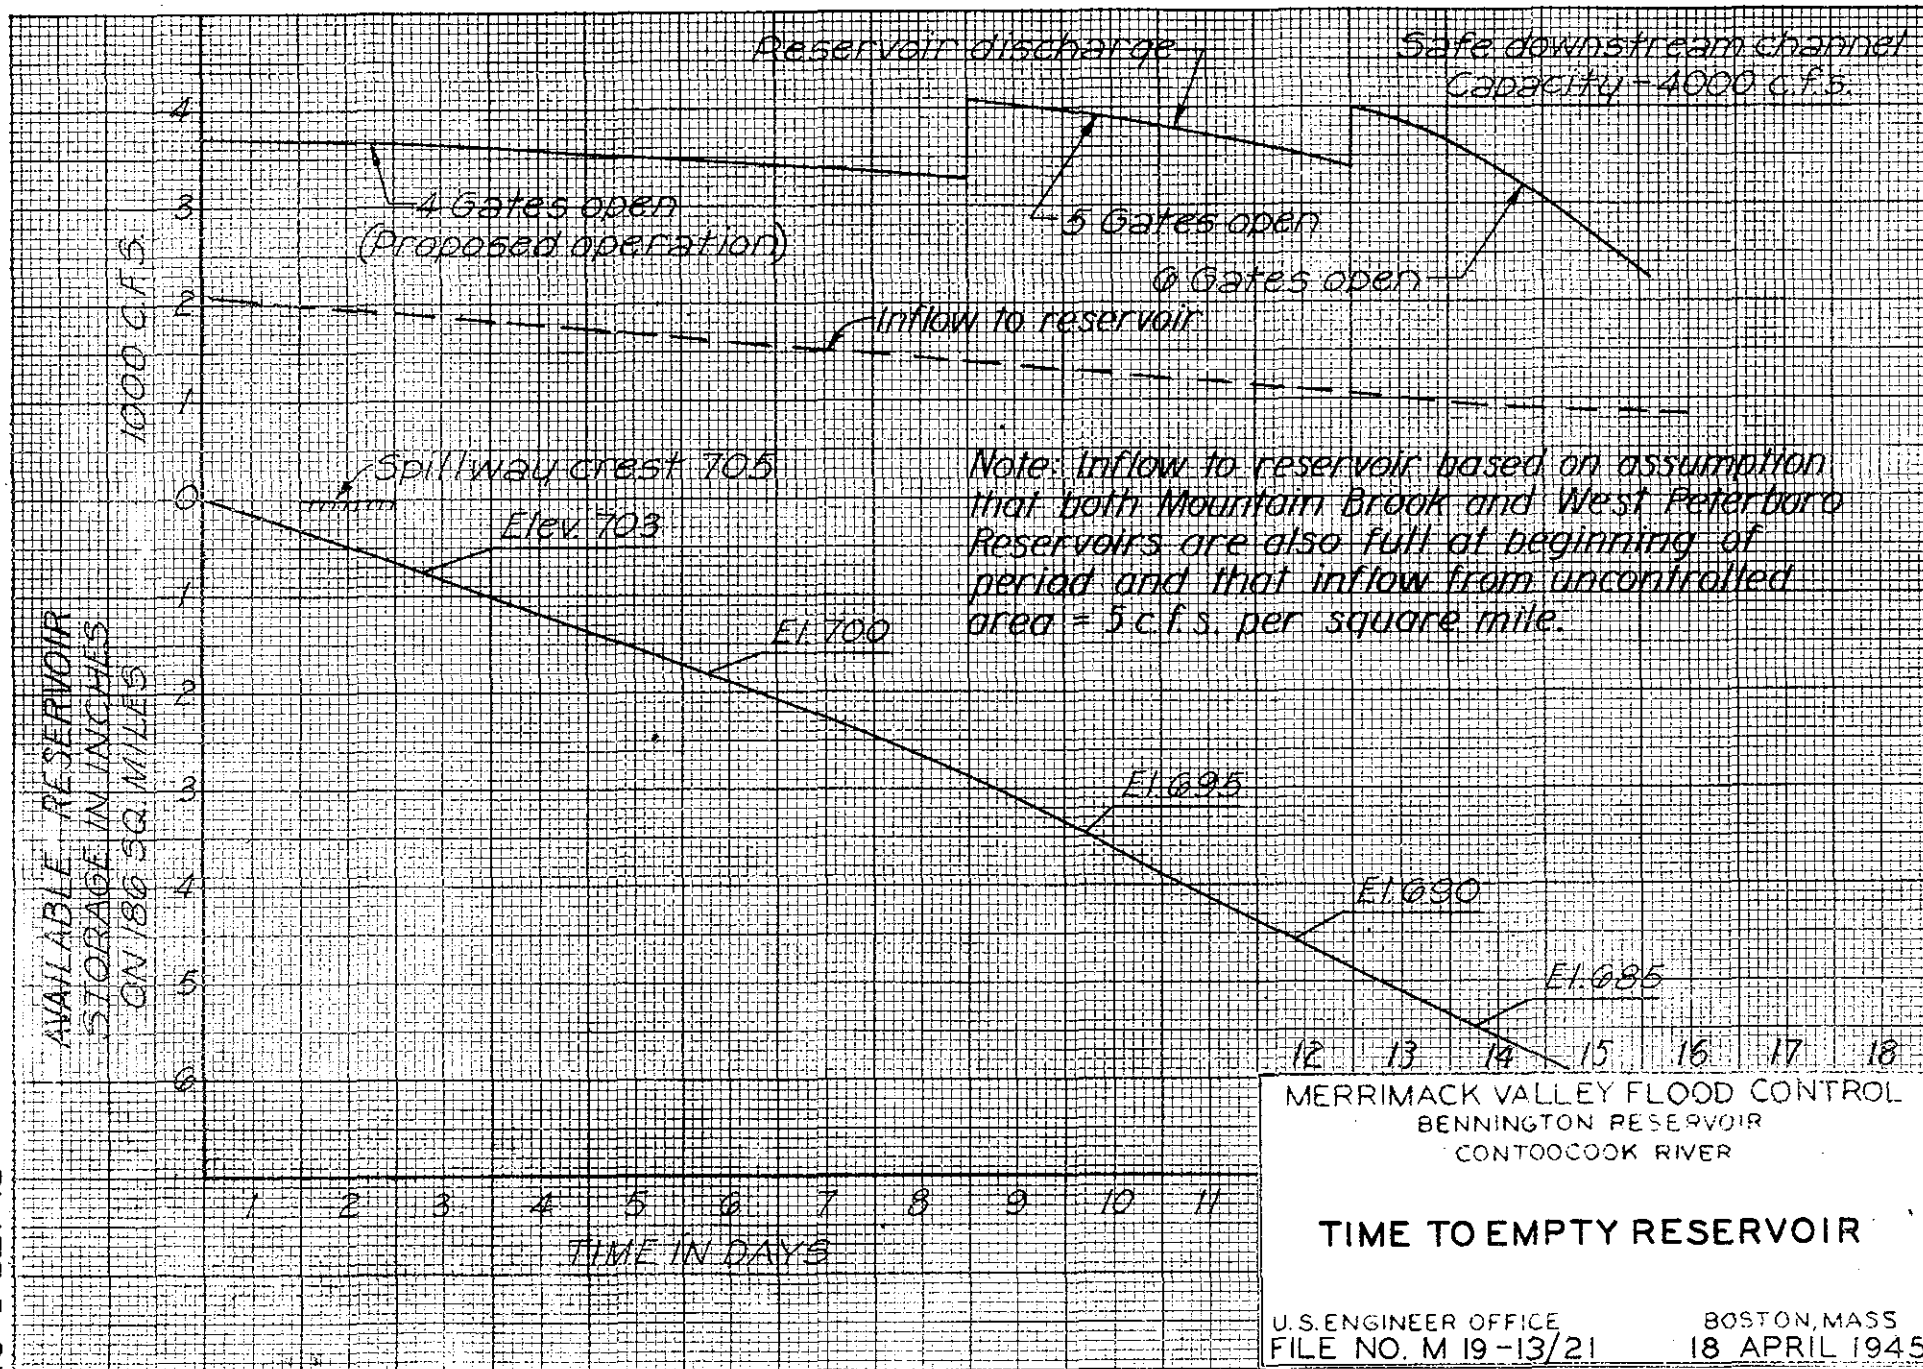 Reservoir discharge
Safe downstream channel
Capacity - 4000 c.f.s.
4
3
2
1
0
1
2
3
4
5
6
1000 C.F.S.
AVAILABLE RESERVOIR
STORAGE IN INCHES
ON 186 SQ. MILES
4 Gates open
(Proposed operation)
5 Gates open
6 Gates open
Inflow to reservoir
Spillway crest 705
Elev. 703
El. 700
El. 695
El. 690
El. 685
Note: Inflow to reservoir based on assumption
that both Mountain Brook and West Peterboro
Reservoirs are also full at beginning of
period and that inflow from uncontrolled
area = 5 c.f.s. per square mile.
12 13 14 15 16 17 18
1 2 3 4 5 6 7 8 9 10 11
TIME IN DAYS
MERRIMACK VALLEY FLOOD CONTROL
BENNINGTON RESERVOIR
CONTOOCOOK RIVER
TIME TO EMPTY RESERVOIR
U.S. ENGINEER OFFICE BOSTON, MASS
FILE NO. M 19-13/21 18 APRIL 1945